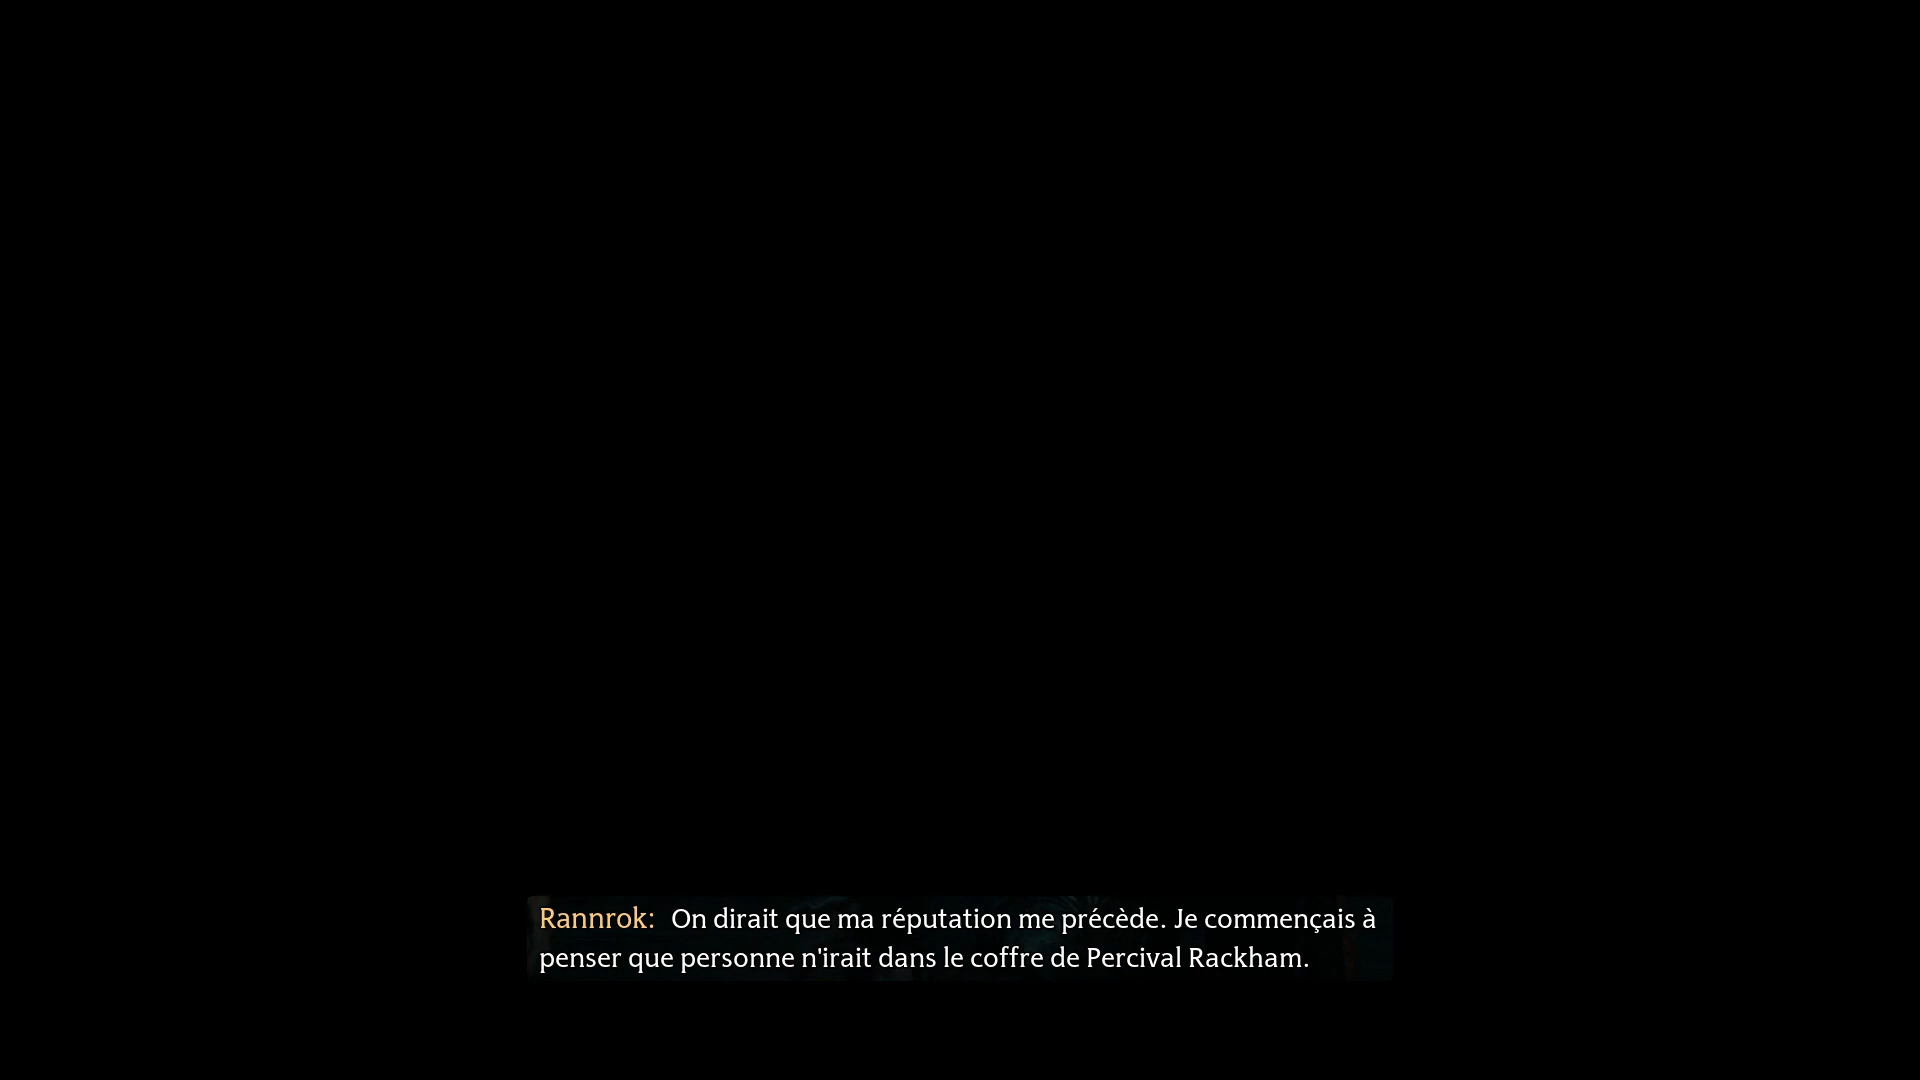 Rannrok: On dirait que ma réputation me précède. Je commençais à
penser que personne n'irait dans le coffre de Percival Rackham.